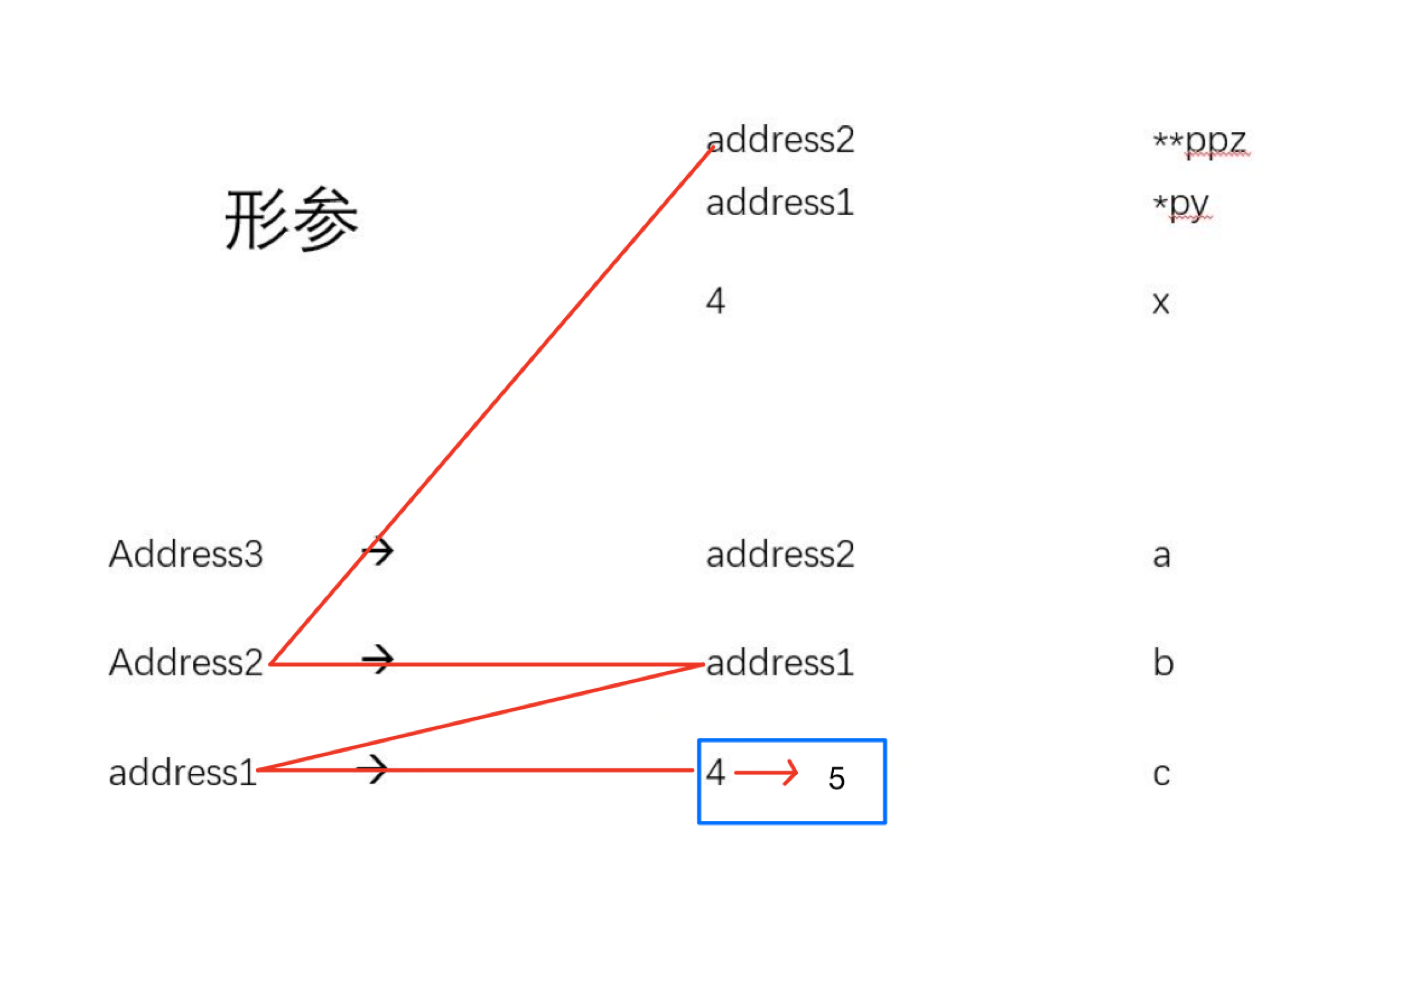 address2 **ppz
形参 address1 *py
4 x
Address3 → address2 a
Address2 → address1 b
address1 → 4 → 5 c